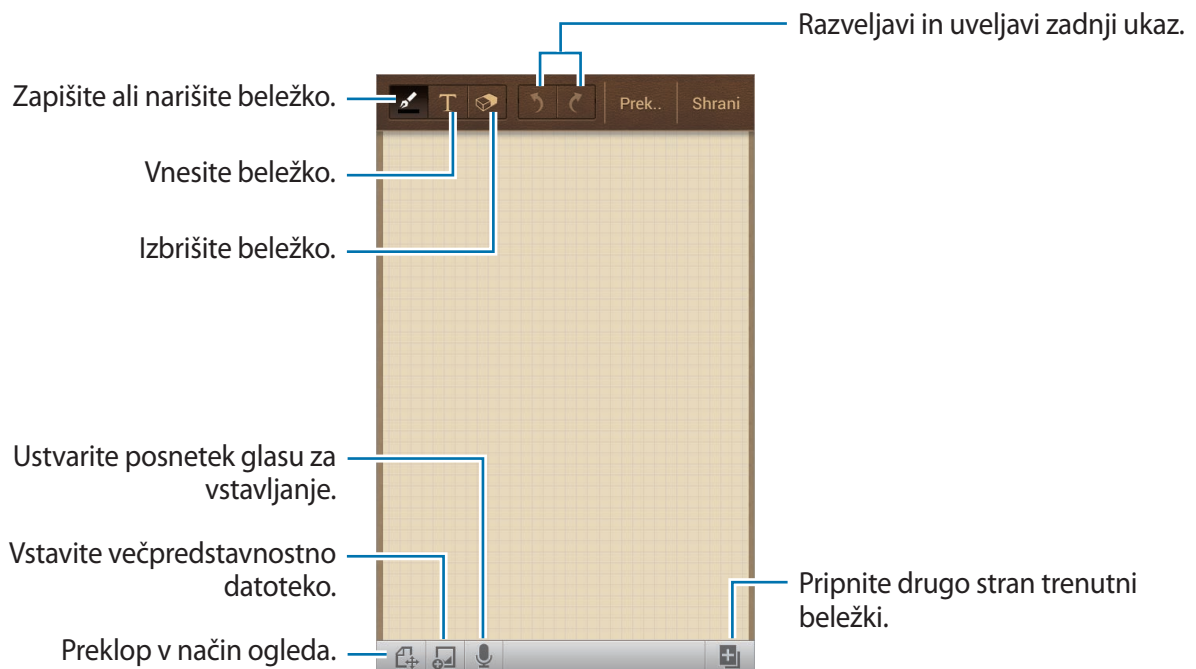 Razveljavi in uveljavi zadnji ukaz.
Zapišite ali narišite beležko.
T
Prek..
Shrani
Vnesite beležko.
Izbrišite beležko.
Ustvarite posnetek glasu za
vstavljanje.
Vstavite večpredstavnostno
datoteko.
Pripnite drugo stran trenutni
beležki.
Preklop v način ogleda.